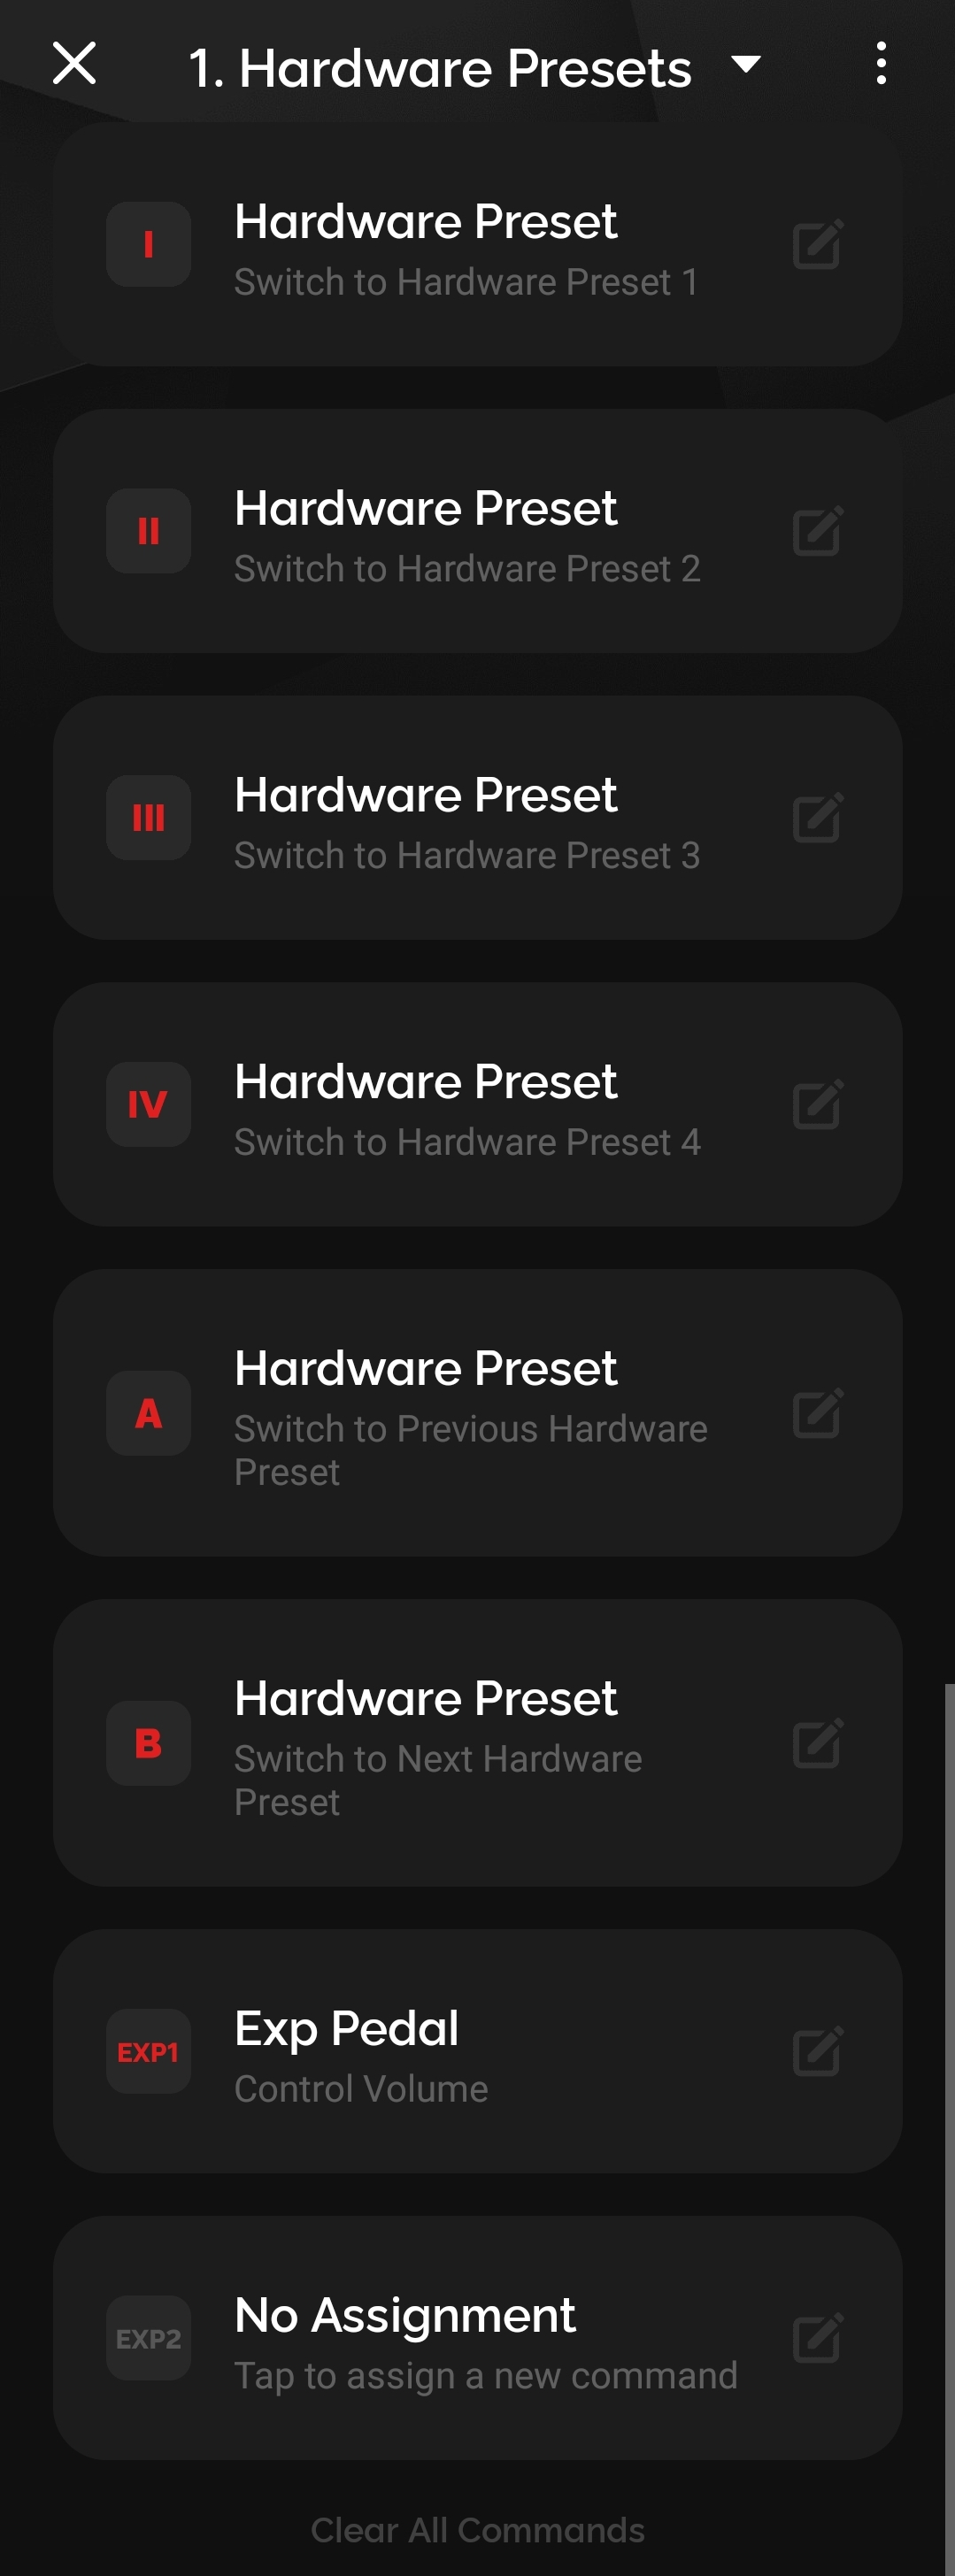 1. Hardware Presets
I
Hardware Preset
Switch to Hardware Preset 1
II
Hardware Preset
Switch to Hardware Preset 2
III
Hardware Preset
Switch to Hardware Preset 3
IV
Hardware Preset
Switch to Hardware Preset 4
A
Hardware Preset
Switch to Previous Hardware
Preset
B
Hardware Preset
Switch to Next Hardware
Preset
EXP1
Exp Pedal
Control Volume
EXP2
No Assignment
Tap to assign a new command
Clear All Commands